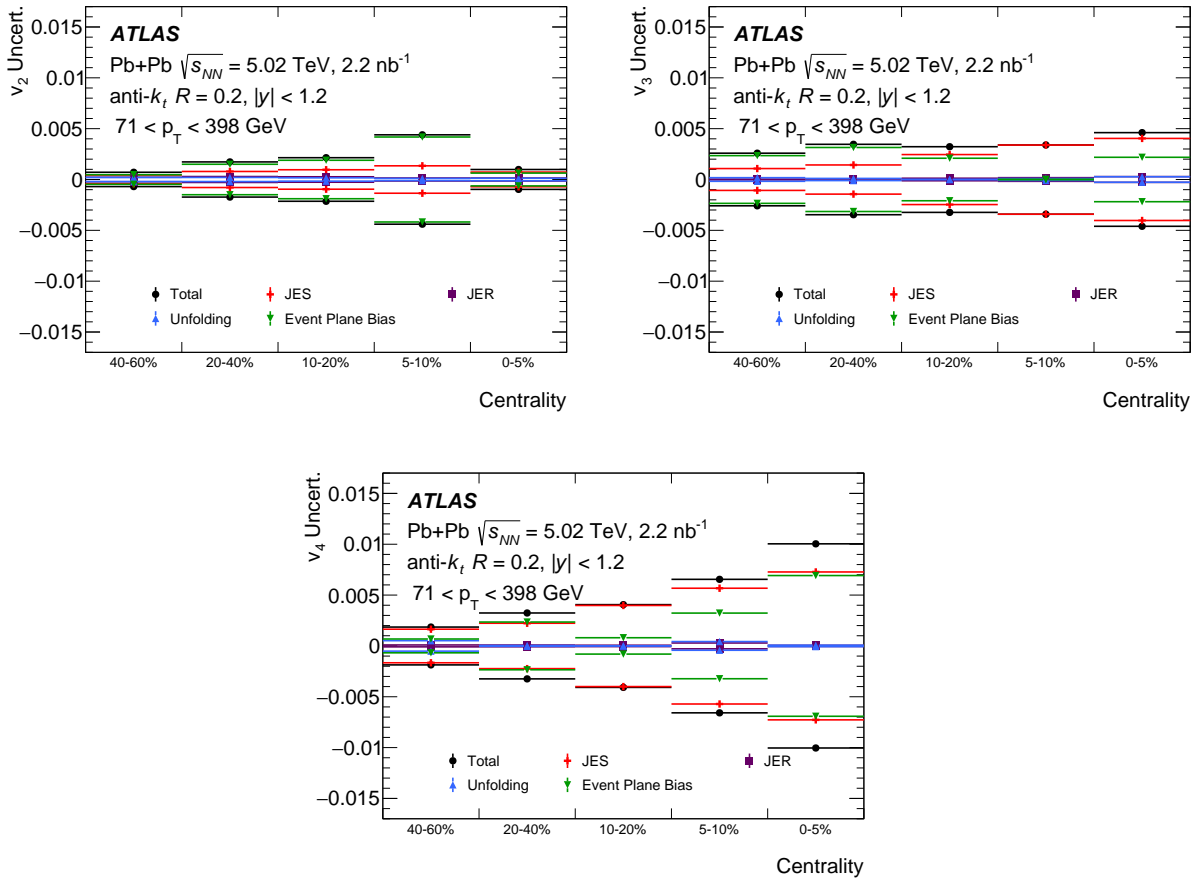 v₂ Uncert.
0.015
0.01
0.005
0
−0.005
−0.01
−0.015
ATLAS
Pb+Pb √s_NN = 5.02 TeV, 2.2 nb⁻¹
anti-k_t R = 0.2, |y| < 1.2
71 < p_T < 398 GeV
Total JES JER
Unfolding Event Plane Bias
40-60% 20-40% 10-20% 5-10% 0-5%
Centrality
v₃ Uncert.
0.015
0.01
0.005
0
−0.005
−0.01
−0.015
ATLAS
Pb+Pb √s_NN = 5.02 TeV, 2.2 nb⁻¹
anti-k_t R = 0.2, |y| < 1.2
71 < p_T < 398 GeV
Total JES JER
Unfolding Event Plane Bias
40-60% 20-40% 10-20% 5-10% 0-5%
Centrality
v₄ Uncert.
0.015
0.01
0.005
0
−0.005
−0.01
−0.015
ATLAS
Pb+Pb √s_NN = 5.02 TeV, 2.2 nb⁻¹
anti-k_t R = 0.2, |y| < 1.2
71 < p_T < 398 GeV
Total JES JER
Unfolding Event Plane Bias
40-60% 20-40% 10-20% 5-10% 0-5%
Centrality